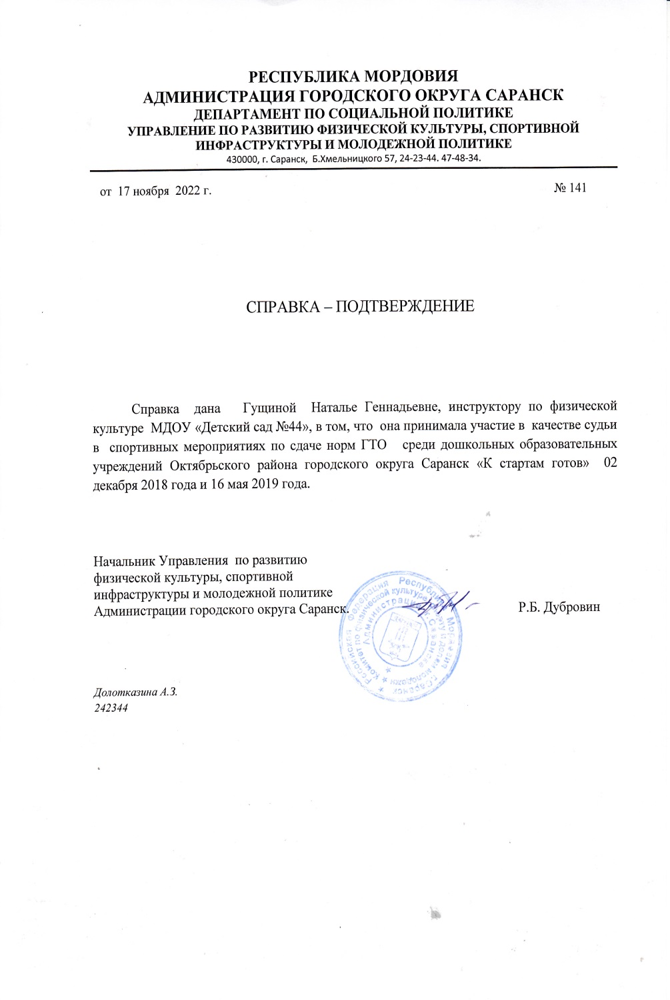 РЕСПУБЛИКА МОРДОВИЯ
АДМИНИСТРАЦИЯ ГОРОДСКОГО ОКРУГА САРАНСК
ДЕПАРТАМЕНТ ПО СОЦИАЛЬНОЙ ПОЛИТИКЕ
УПРАВЛЕНИЕ ПО РАЗВИТИЮ ФИЗИЧЕСКОЙ КУЛЬТУРЫ, СПОРТИВНОЙ
ИНФРАСТРУКТУРЫ И МОЛОДЕЖНОЙ ПОЛИТИКЕ
430000, г. Саранск, Б.Хмельницкого 57, 24-23-44. 47-48-34.
от 17 ноября 2022 г. № 141
СПРАВКА – ПОДТВЕРЖДЕНИЕ
Справка дана Гущиной Наталье Геннадьевне, инструктору по физической
культуре МДОУ «Детский сад №44», в том, что она принимала участие в качестве судьи
в спортивных мероприятиях по сдаче норм ГТО среди дошкольных образовательных
учреждений Октябрьского района городского округа Саранск «К стартам готов» 02
декабря 2018 года и 16 мая 2019 года.
Начальник Управления по развитию
физической культуры, спортивной
инфраструктуры и молодежной политике
Администрации городского округа Саранск. Р.Б. Дубровин
Российская Федерация Республика Мордовия г.Саранск
Комитет по физической культуре
Администрация г.Саранска
Долотказина А.З.
242344